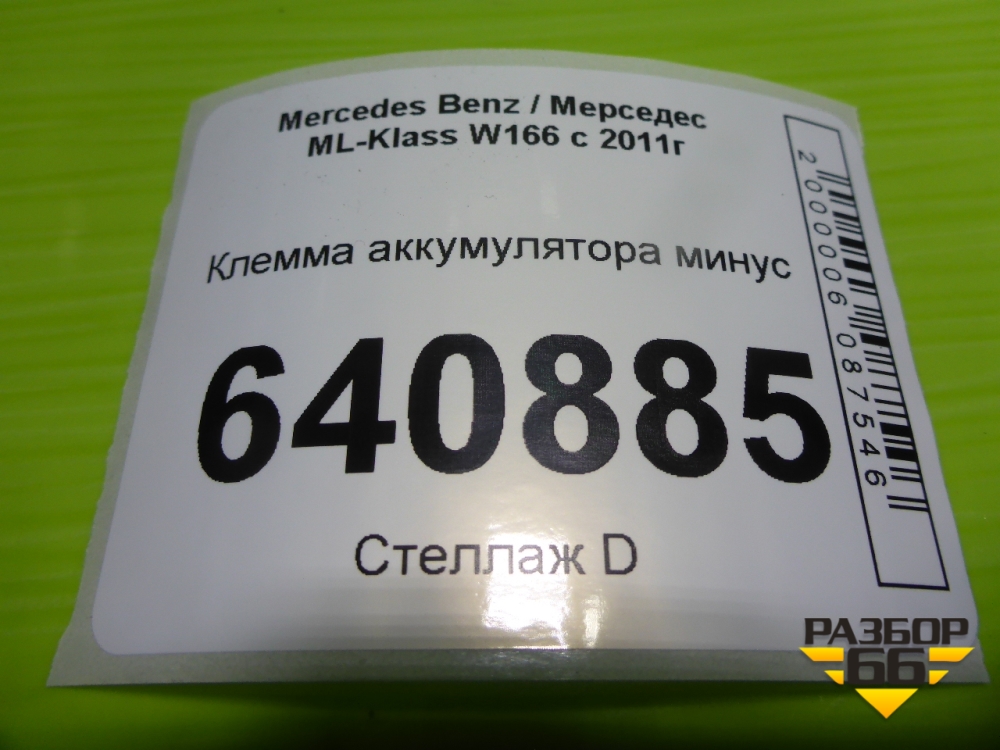 Mercedes Benz / Мерседес
ML-Klass W166 с 2011г
Клемма аккумулятора минус
640885
Стеллаж D
2000006087546
РАЗБОР
66